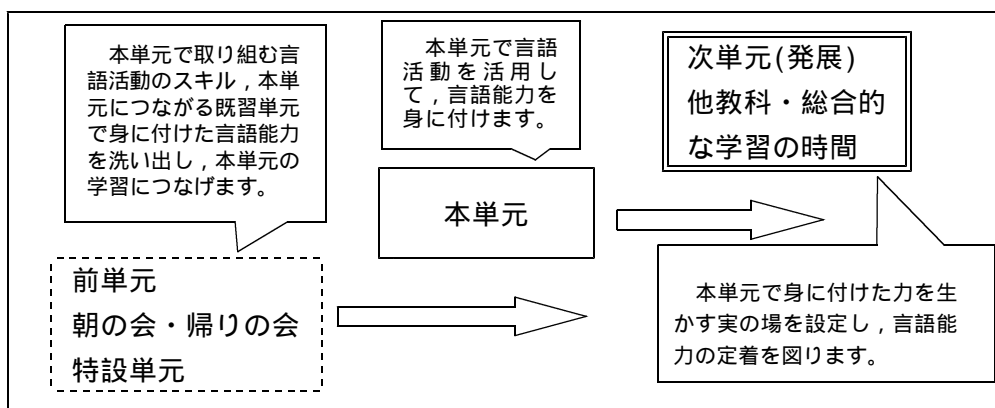 本単元で取り組む言
語活動のスキル，本単
元につながる既習単元
で身に付けた言語能力
を洗い出し，本単元の
学習につなげます。
前単元
朝の会・帰りの会
特設単元
本単元で言語
活動を活用し
て，言語能力を
身に付けます。
本単元
次単元(発展)
他教科・総合的
な学習の時間
本単元で身に付けた力を生
かす実の場を設定し，言語能
力の定着を図ります。